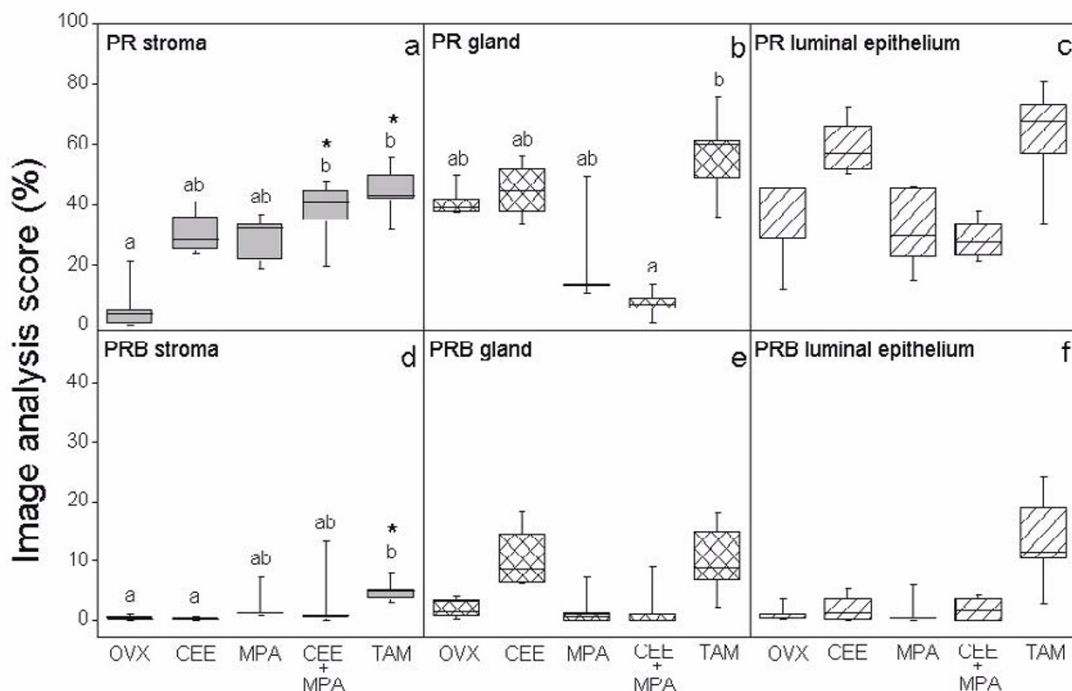 Image analysis score (%)
100
80
60
40
20
0
40
30
20
10
0
PR stroma
a
a
ab
ab
*
b
*
b
PR gland
b
ab
ab
ab
a
b
PR luminal epithelium
c
PRB stroma
d
a
a
ab
ab
*
b
PRB gland
e
PRB luminal epithelium
f
OVX CEE MPA CEE + MPA TAM
OVX CEE MPA CEE + MPA TAM
OVX CEE MPA CEE + MPA TAM